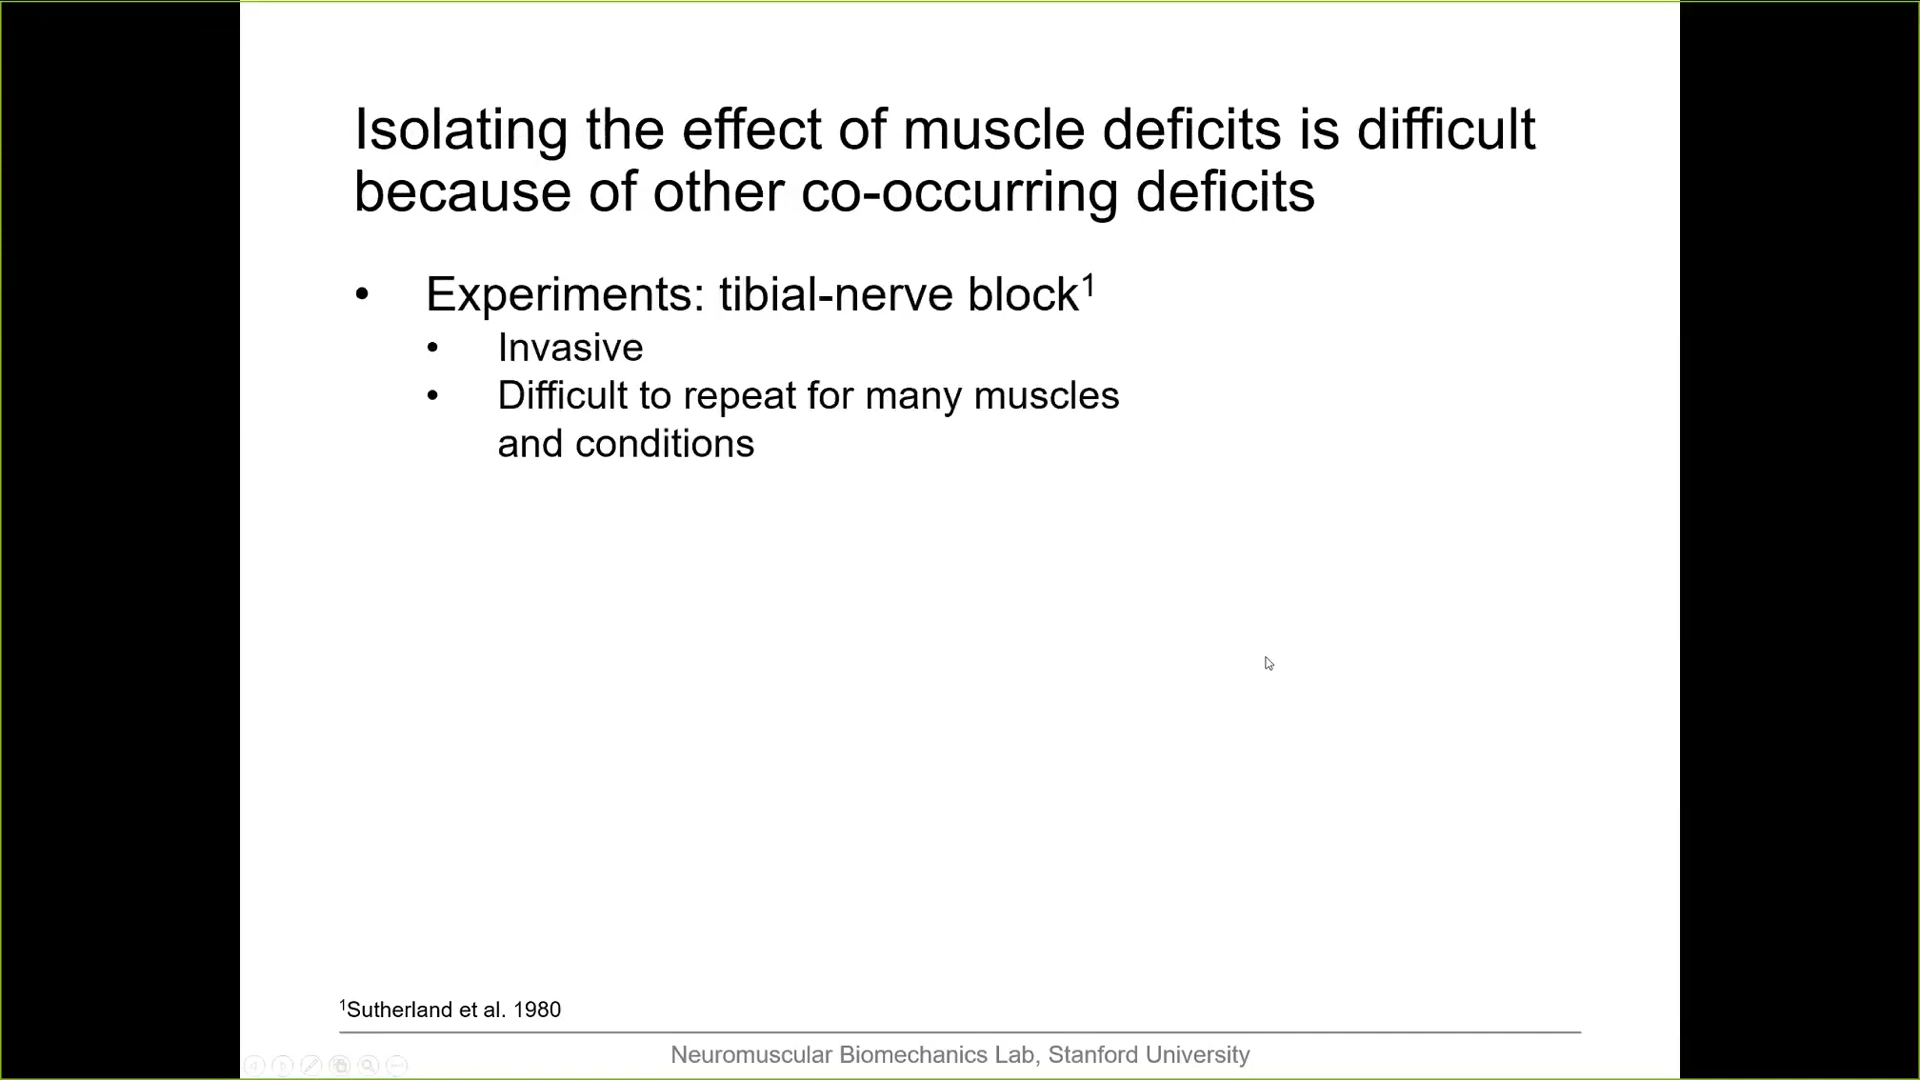 Isolating the effect of muscle deficits is difficult
because of other co-occurring deficits
• Experiments: tibial-nerve block¹
• Invasive
• Difficult to repeat for many muscles
and conditions
¹Sutherland et al. 1980
Neuromuscular Biomechanics Lab, Stanford University